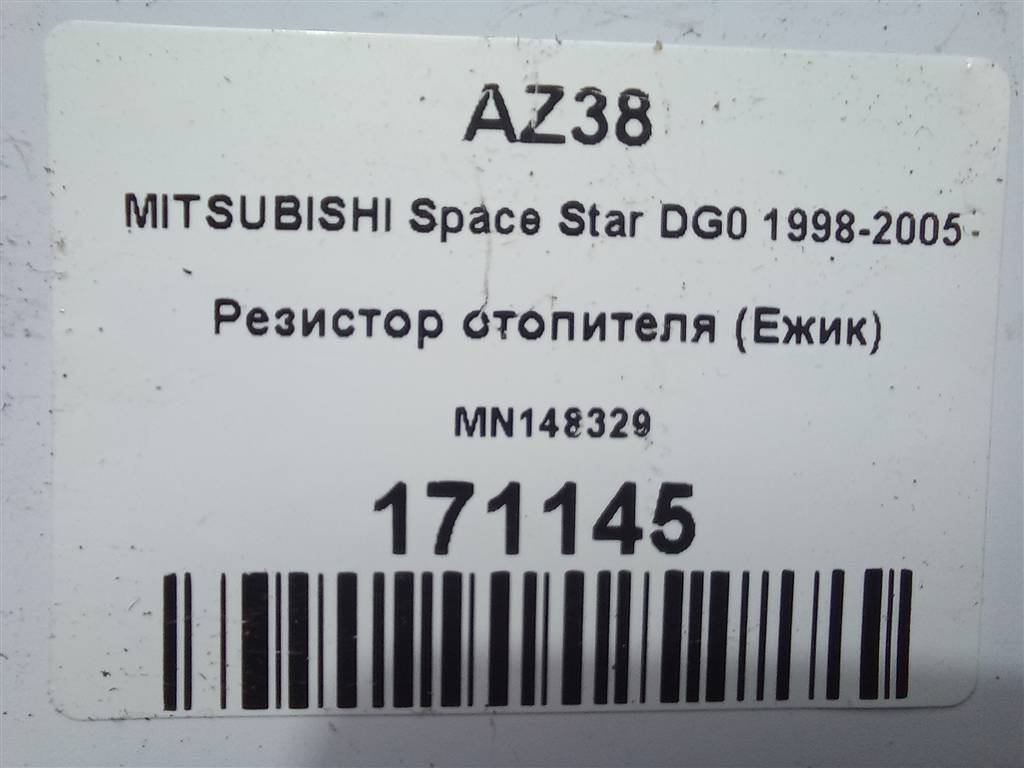 AZ38
MITSUBISHI Space Star DG0 1998-2005-
Резистор отопителя (Ежик)
MN148329
171145